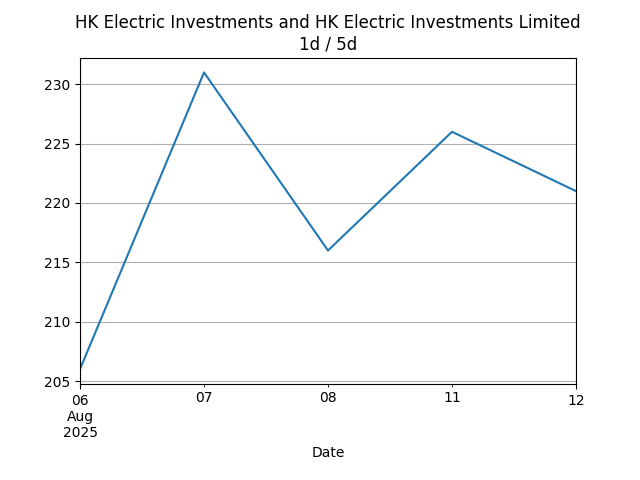 HK Electric Investments and HK Electric Investments Limited
1d / 5d
230
225
220
215
210
205
06 07 08 11 12
Aug
2025
Date